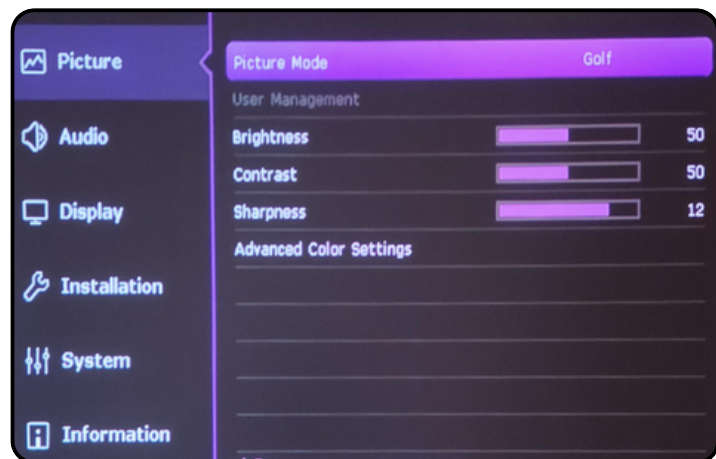 Picture
Audio
Display
Installation
System
Information
Picture Mode Golf
User Management
Brightness 50
Contrast 50
Sharpness 12
Advanced Color Settings